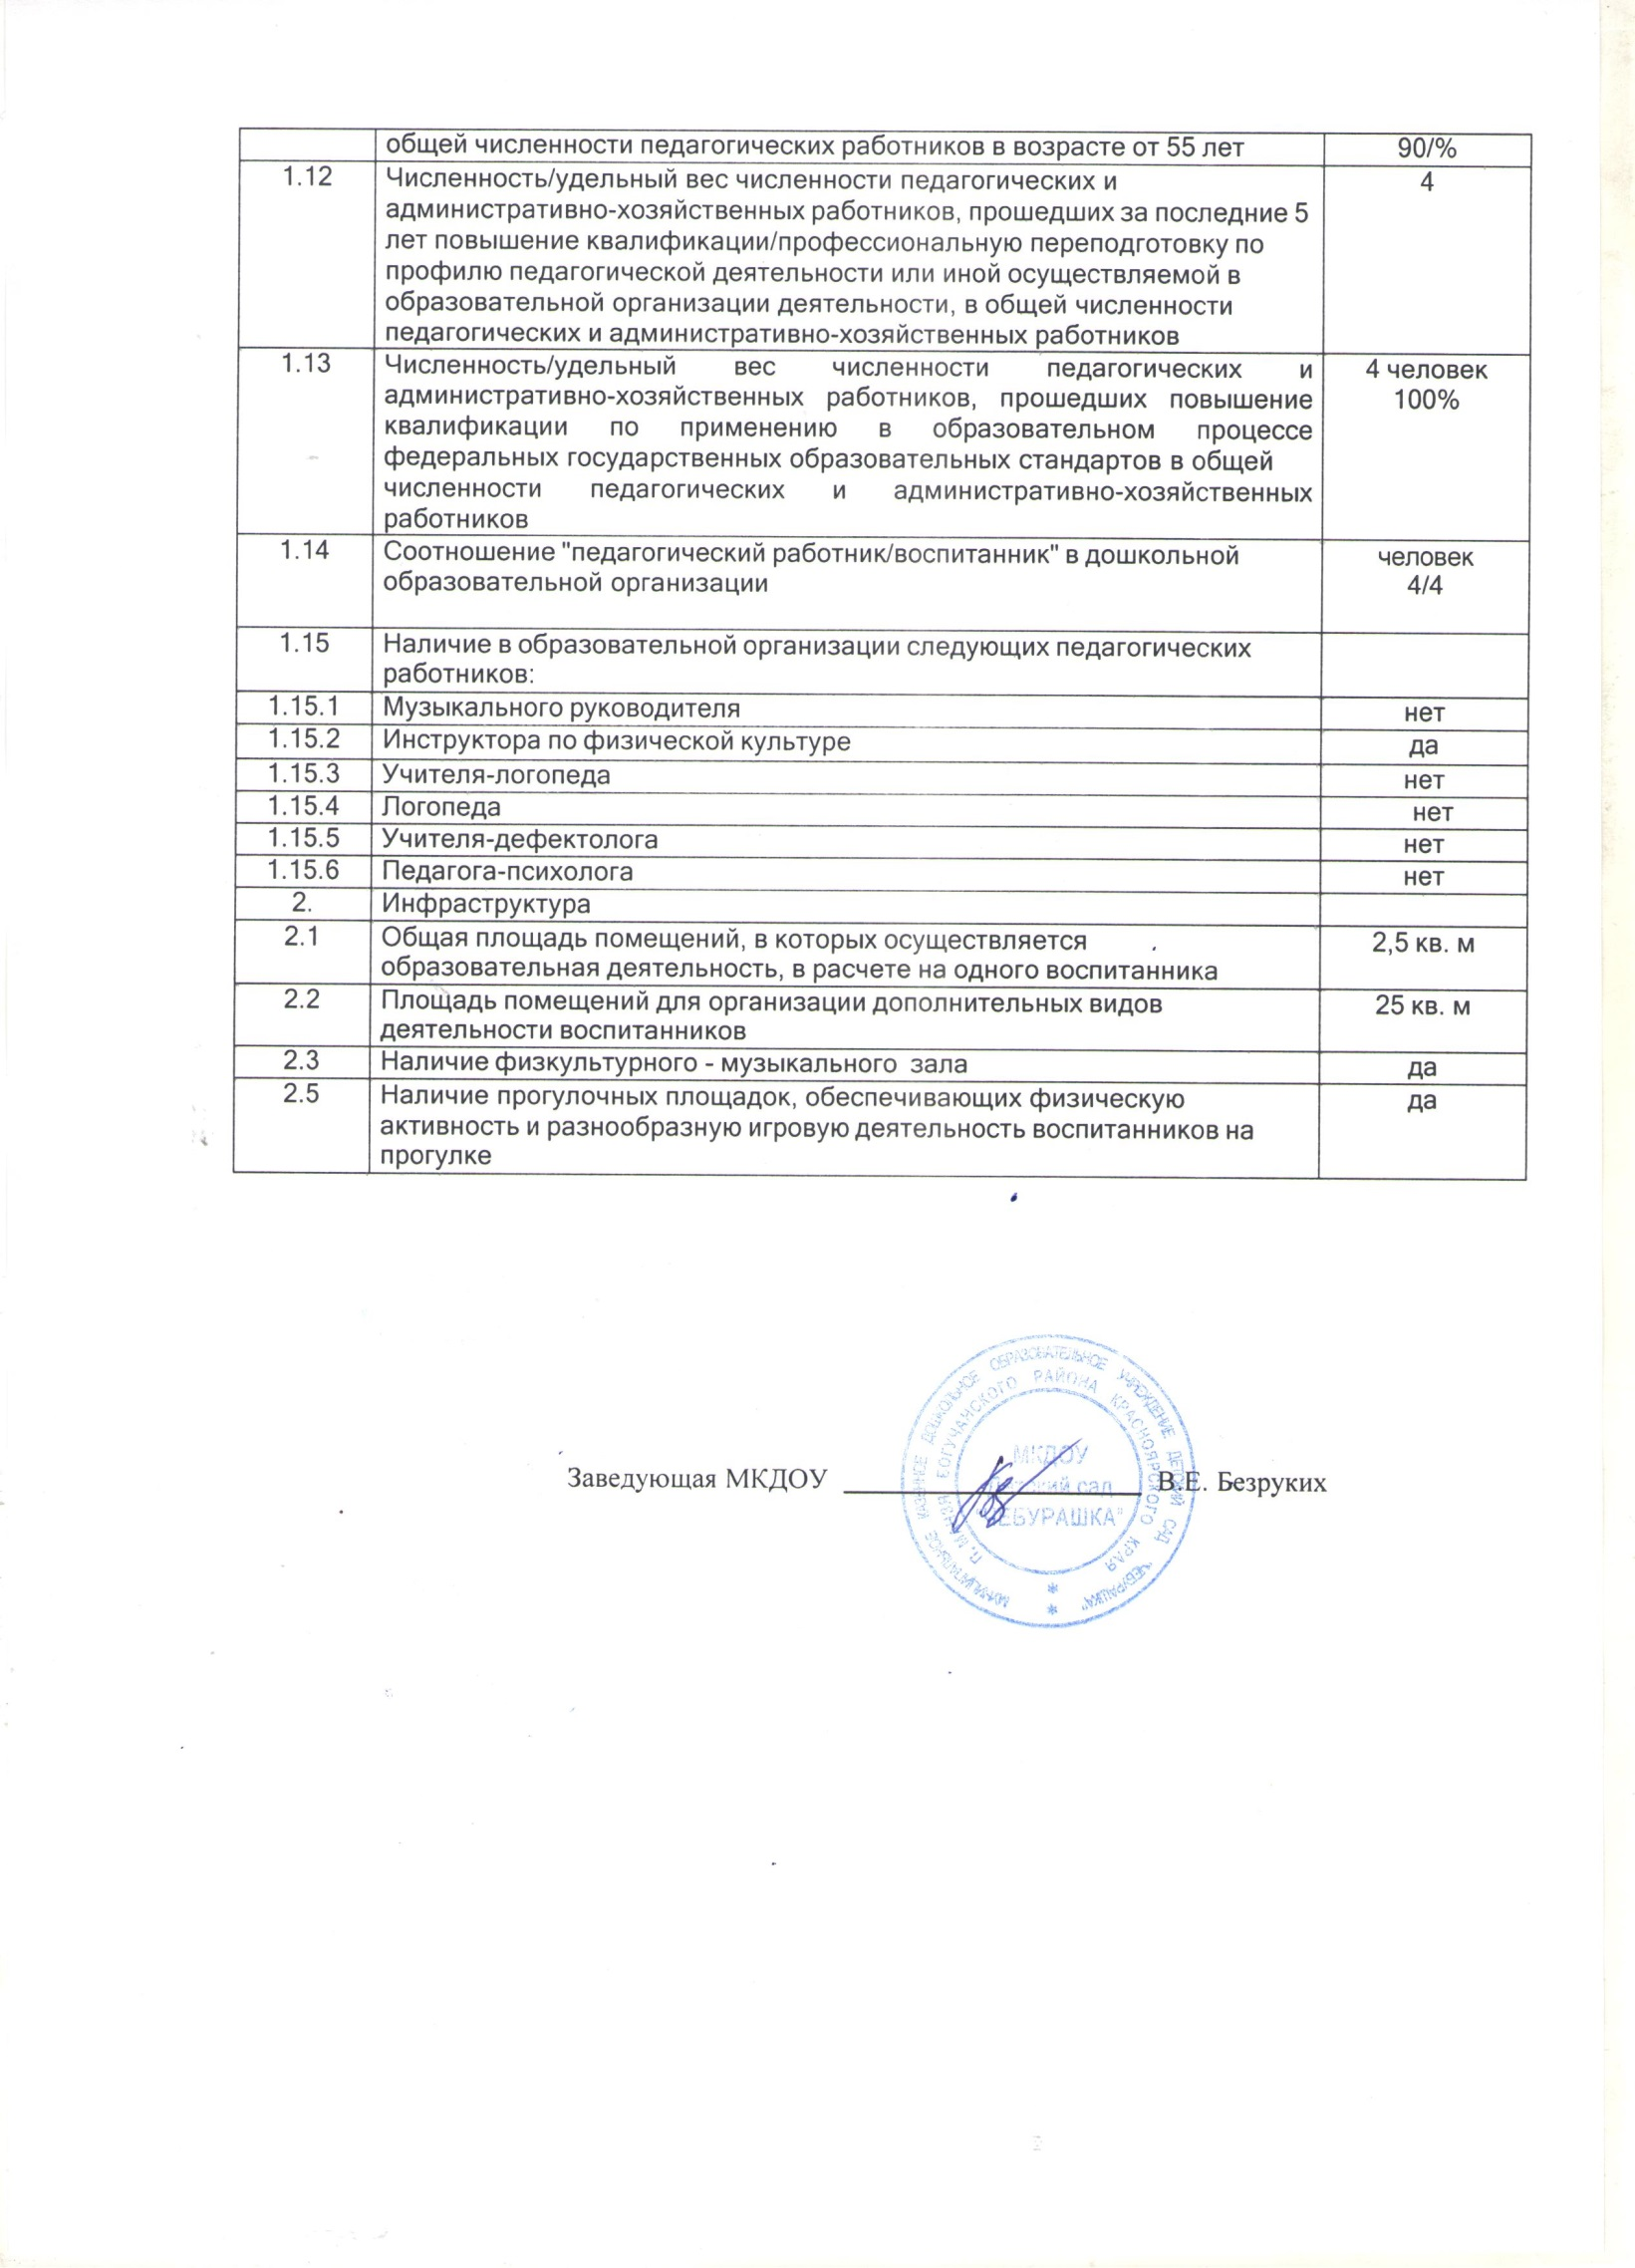 общей численности педагогических работников в возрасте от 55 лет 90/%
1.12 Численность/удельный вес численности педагогических и 4
административно-хозяйственных работников, прошедших за последние 5
лет повышение квалификации/профессиональную переподготовку по
профилю педагогической деятельности или иной осуществляемой в
образовательной организации деятельности, в общей численности
педагогических и административно-хозяйственных работников
1.13 Численность/удельный вес численности педагогических и 4 человек
административно-хозяйственных работников, прошедших повышение 100%
квалификации по применению в образовательном процессе
федеральных государственных образовательных стандартов в общей
численности педагогических и административно-хозяйственных
работников
1.14 Соотношение "педагогический работник/воспитанник" в дошкольной человек
образовательной организации 4/4
1.15 Наличие в образовательной организации следующих педагогических
работников:
1.15.1 Музыкального руководителя нет
1.15.2 Инструктора по физической культуре да
1.15.3 Учителя-логопеда нет
1.15.4 Логопеда нет
1.15.5 Учителя-дефектолога нет
1.15.6 Педагога-психолога нет
2. Инфраструктура
2.1 Общая площадь помещений, в которых осуществляется 2,5 кв. м
образовательная деятельность, в расчете на одного воспитанника
2.2 Площадь помещений для организации дополнительных видов 25 кв. м
деятельности воспитанников
2.3 Наличие физкультурного - музыкального зала да
2.5 Наличие прогулочных площадок, обеспечивающих физическую да
активность и разнообразную игровую деятельность воспитанников на
прогулке
Заведующая МКДОУ В.Е. Безруких
МУНИЦИПАЛЬНОЕ КАЗЕННОЕ ДОШКОЛЬНОЕ ОБРАЗОВАТЕЛЬНОЕ УЧРЕЖДЕНИЕ ДЕТСКИЙ САД "ЧЕБУРАШКА"
РАЙОНА КРАСНОЯРСКОГО КРАЯ
МКДОУ
сад